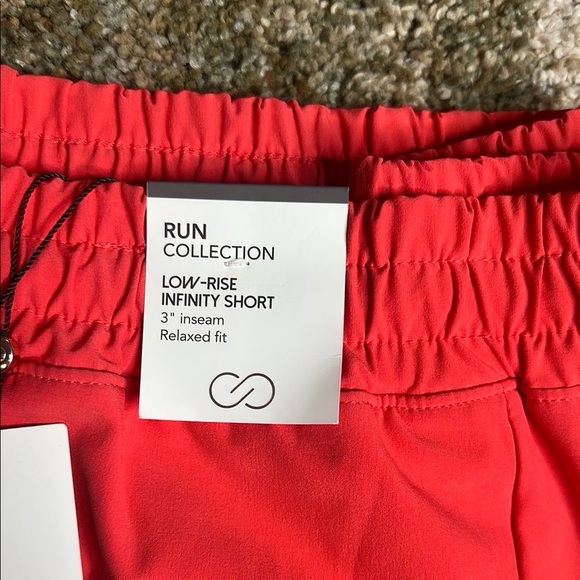 RUN
COLLECTION
LOW-RISE
INFINITY SHORT
3" inseam
Relaxed fit